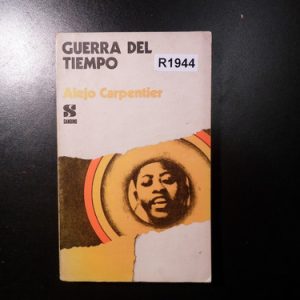 GUERRA DEL
TIEMPO
R1944
Alejo Carpentier
S
SANDINO